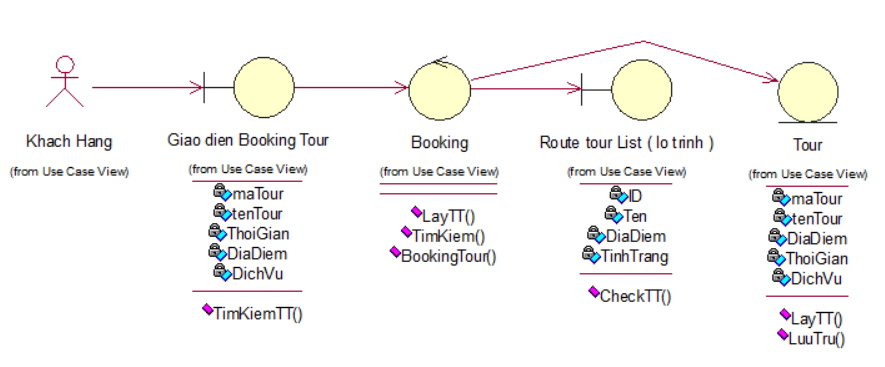 Khach Hang
(from Use Case View)
Giao dien Booking Tour
(from Use Case View)
maTour
tenTour
ThoiGian
DiaDiem
DichVu
TimKiemTT()
Booking
(from Use Case View)
LayTT()
TimKiem()
BookingTour()
Route tour List ( lo trinh )
(from Use Case View)
ID
Ten
DiaDiem
TinhTrang
CheckTT()
Tour
(from Use Case View)
maTour
tenTour
DiaDiem
ThoiGian
DichVu
LayTT()
LuuTru()